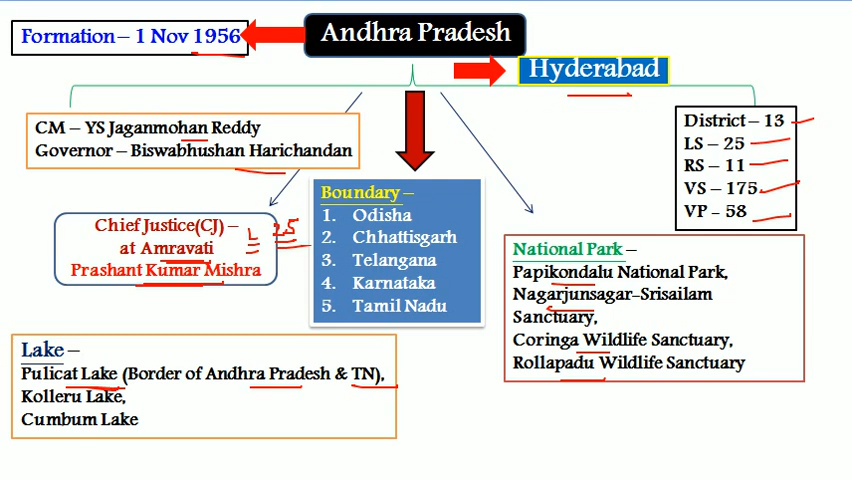 Formation– 1 Nov 1956
Andhra Pradesh
Hyderabad
CM – YS Jaganmohan Reddy
Governor – Biswabhushan Harichandan
District – 13
LS – 25
RS – 11
VS – 175
VP – 58
Chief Justice(CJ) –
at Amravati
Prashant Kumar Mishra
25
Boundary –
1. Odisha
2. Chhattisgarh
3. Telangana
4. Karnataka
5. Tamil Nadu
National Park –
Papikondalu National Park,
Nagarjunsagar–Srisailam
Sanctuary,
Coringa Wildlife Sanctuary,
Rollapadu Wildlife Sanctuary
Lake –
Pulicat Lake (Border of Andhra Pradesh & TN),
Kolleru Lake,
Cumbum Lake